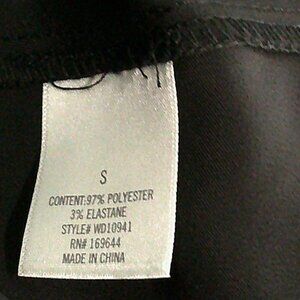 S
CONTENT:97% POLYESTER
3% ELASTANE
STYLE# WD10941
RN# 169644
MADE IN CHINA